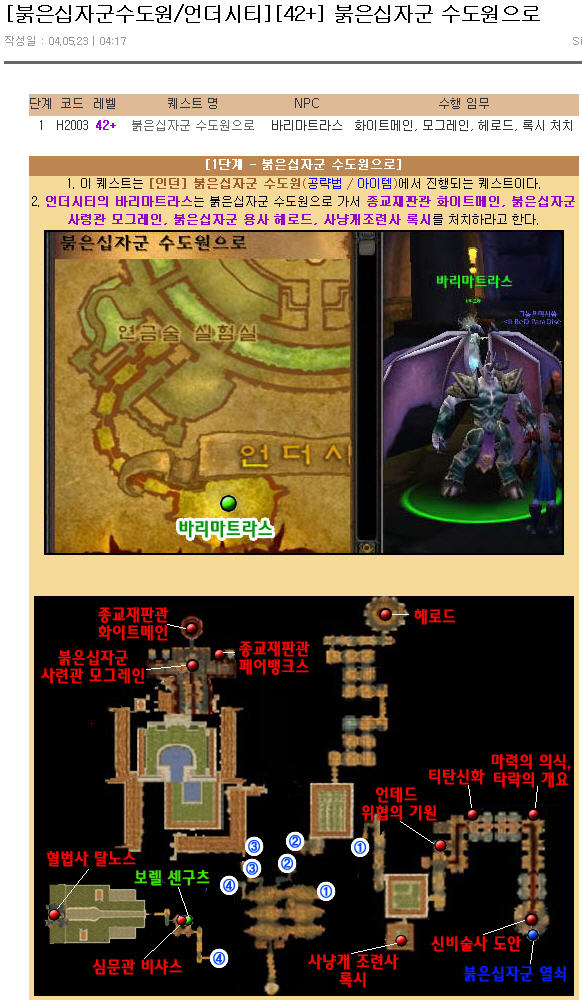 [붉은십자군수도원/언더시티][42+] 붉은십자군 수도원으로
작성일 : 04,05,23 | 04:17
단계 코드 레벨 퀘스트 명 NPC 수행 임무
1 H2003 42+ 붉은십자군 수도원으로 바리마트라스 화이트메인, 모그레인, 헤로드, 록시 처치
[1단계 - 붉은십자군 수도원으로]
1. 이 퀘스트는 [인던] 붉은십자군 수도원(공략법 / 아이템)에서 진행되는 퀘스트이다.
2. 언더시티의 바리마트라스는 붉은십자군 수도원으로 가서 종교재판관 화이트메인, 붉은십자군
사령관 모그레인, 붉은십자군 용사 헤로드, 사냥개조련사 록시를 처치하라고 한다.
붉은십자군 수도원으로
연금술 실험실
언더시
바리마트라스
바리마트라스
종교재판관
화이트메인
헤로드
붉은십자군
사련관 모그레인
종교재판관
페어뱅크스
마력의 의식,
타락의 개요
티탄신화
언데드
위협의 기원
③ ② ①
③ ②
④ ①
혈법사 탈노스
보렐 센구츠
심문관 비샤스
④
사냥개 조련사
록시
신비술사 도안
붉은십자군 열쇠